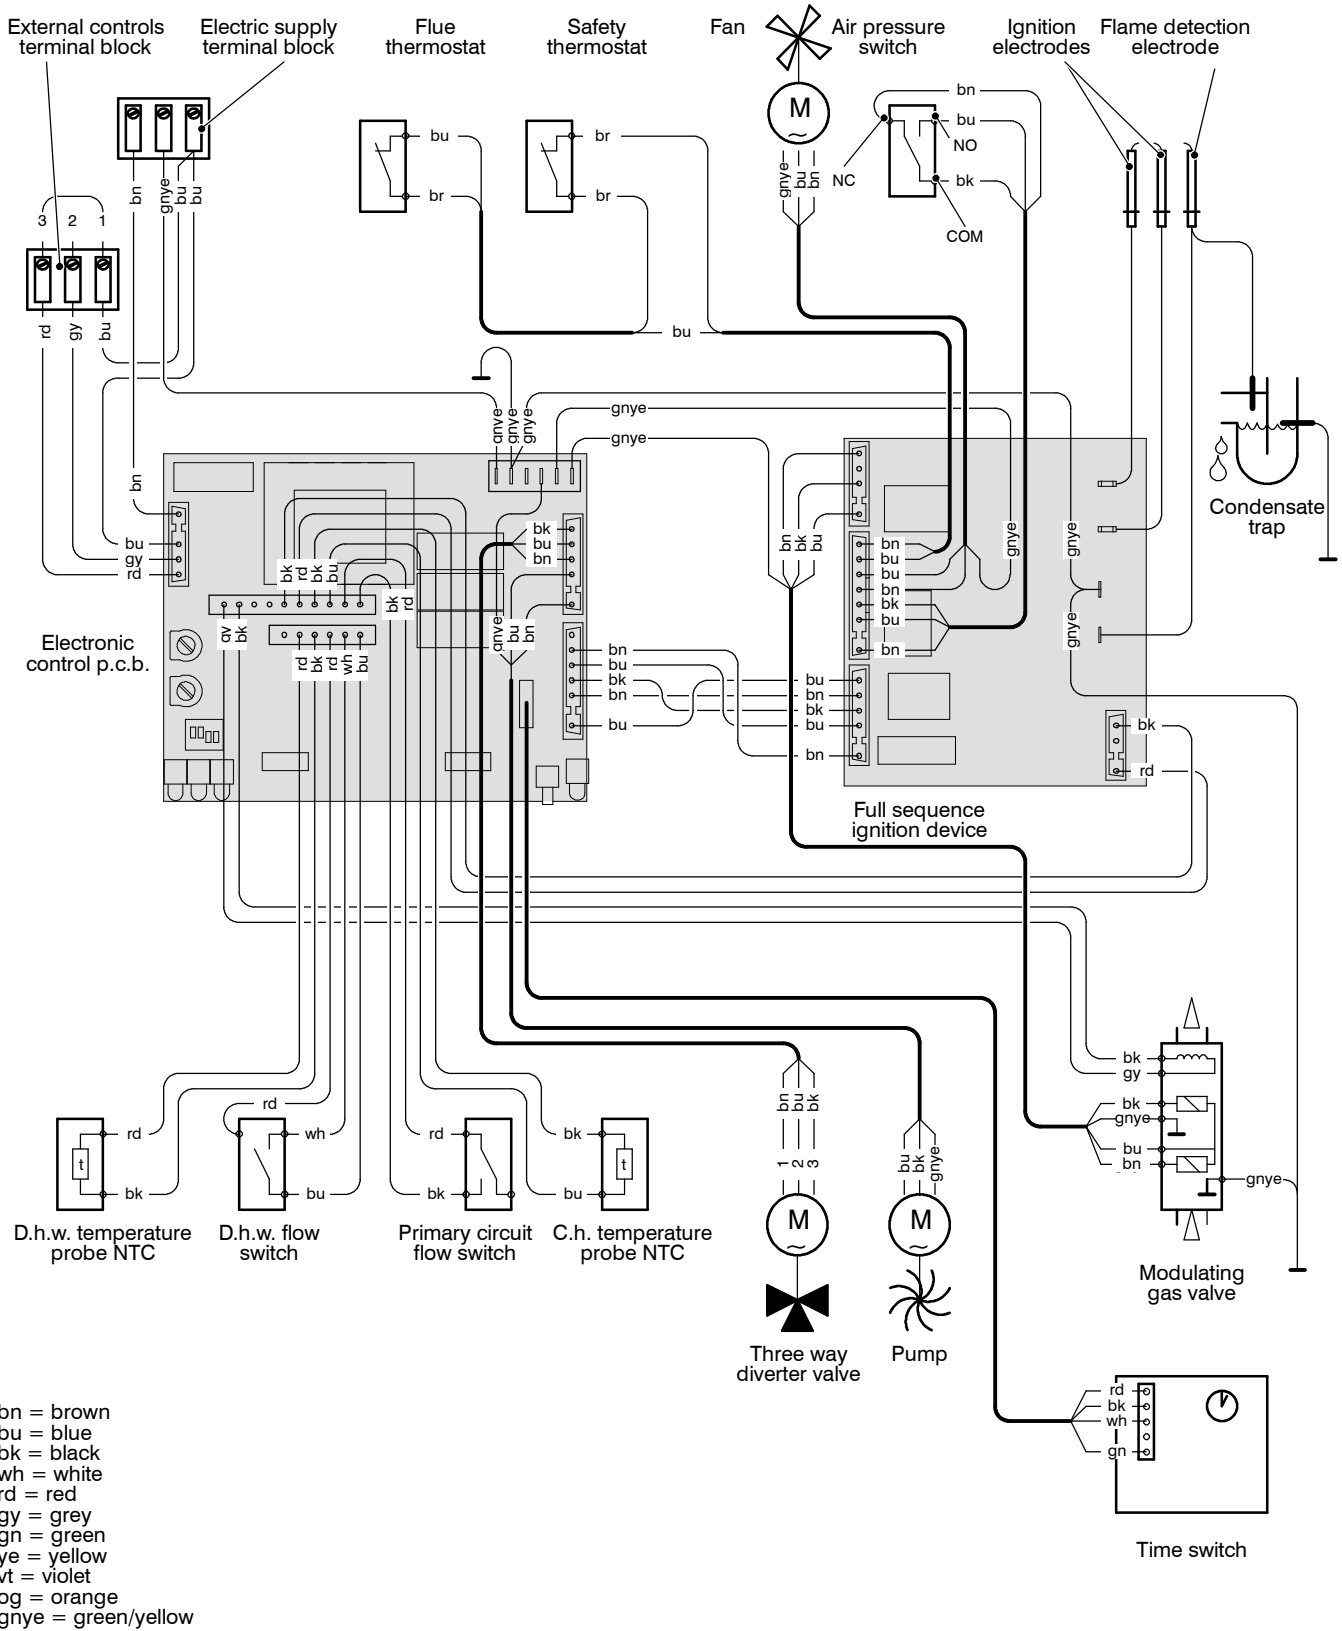 External controls
terminal block
Electric supply
terminal block
Flue
thermostat
Safety
thermostat
Fan
Air pressure
switch
Ignition
electrodes
Flame detection
electrode
bn
M
~
bu
br
br
br
bu
NO
bk
NC
COM
gnye
bu
bn
bn
gnye
bu
bu
3
2
1
rd
gy
bu
bu
gnye
gnye
gnye
gnye
gnye
Condensate
trap
bn
bu
gy
rd
bk
rd
bk
bu
bk
rd
bk
bu
bn
bn
bk
bu
gnye
gnye
gnye
bn
bu
bu
bn
bk
bu
bn
bk
rd
bk
rd
wh
bu
bu
bn
Electronic
control p.c.b.
bn
bu
bk
bn
bu
bu
bn
bk
bu
bn
bk
rd
Full sequence
ignition device
bk
gy
bk
gnye
bu
bn
gnye
Modulating
gas valve
rd
rd
bk
t
D.h.w. temperature
probe NTC
wh
bu
D.h.w. flow
switch
rd
bk
Primary circuit
flow switch
bk
bu
t
C.h. temperature
probe NTC
bn
bu
bk
1
2
3
M
~
Three way
diverter valve
bu
bk
gnye
M
~
Pump
rd
bk
wh
gn
Time switch
bn = brown
bu = blue
bk = black
wh = white
rd = red
gy = grey
gn = green
ye = yellow
vt = violet
og = orange
gnye = green/yellow